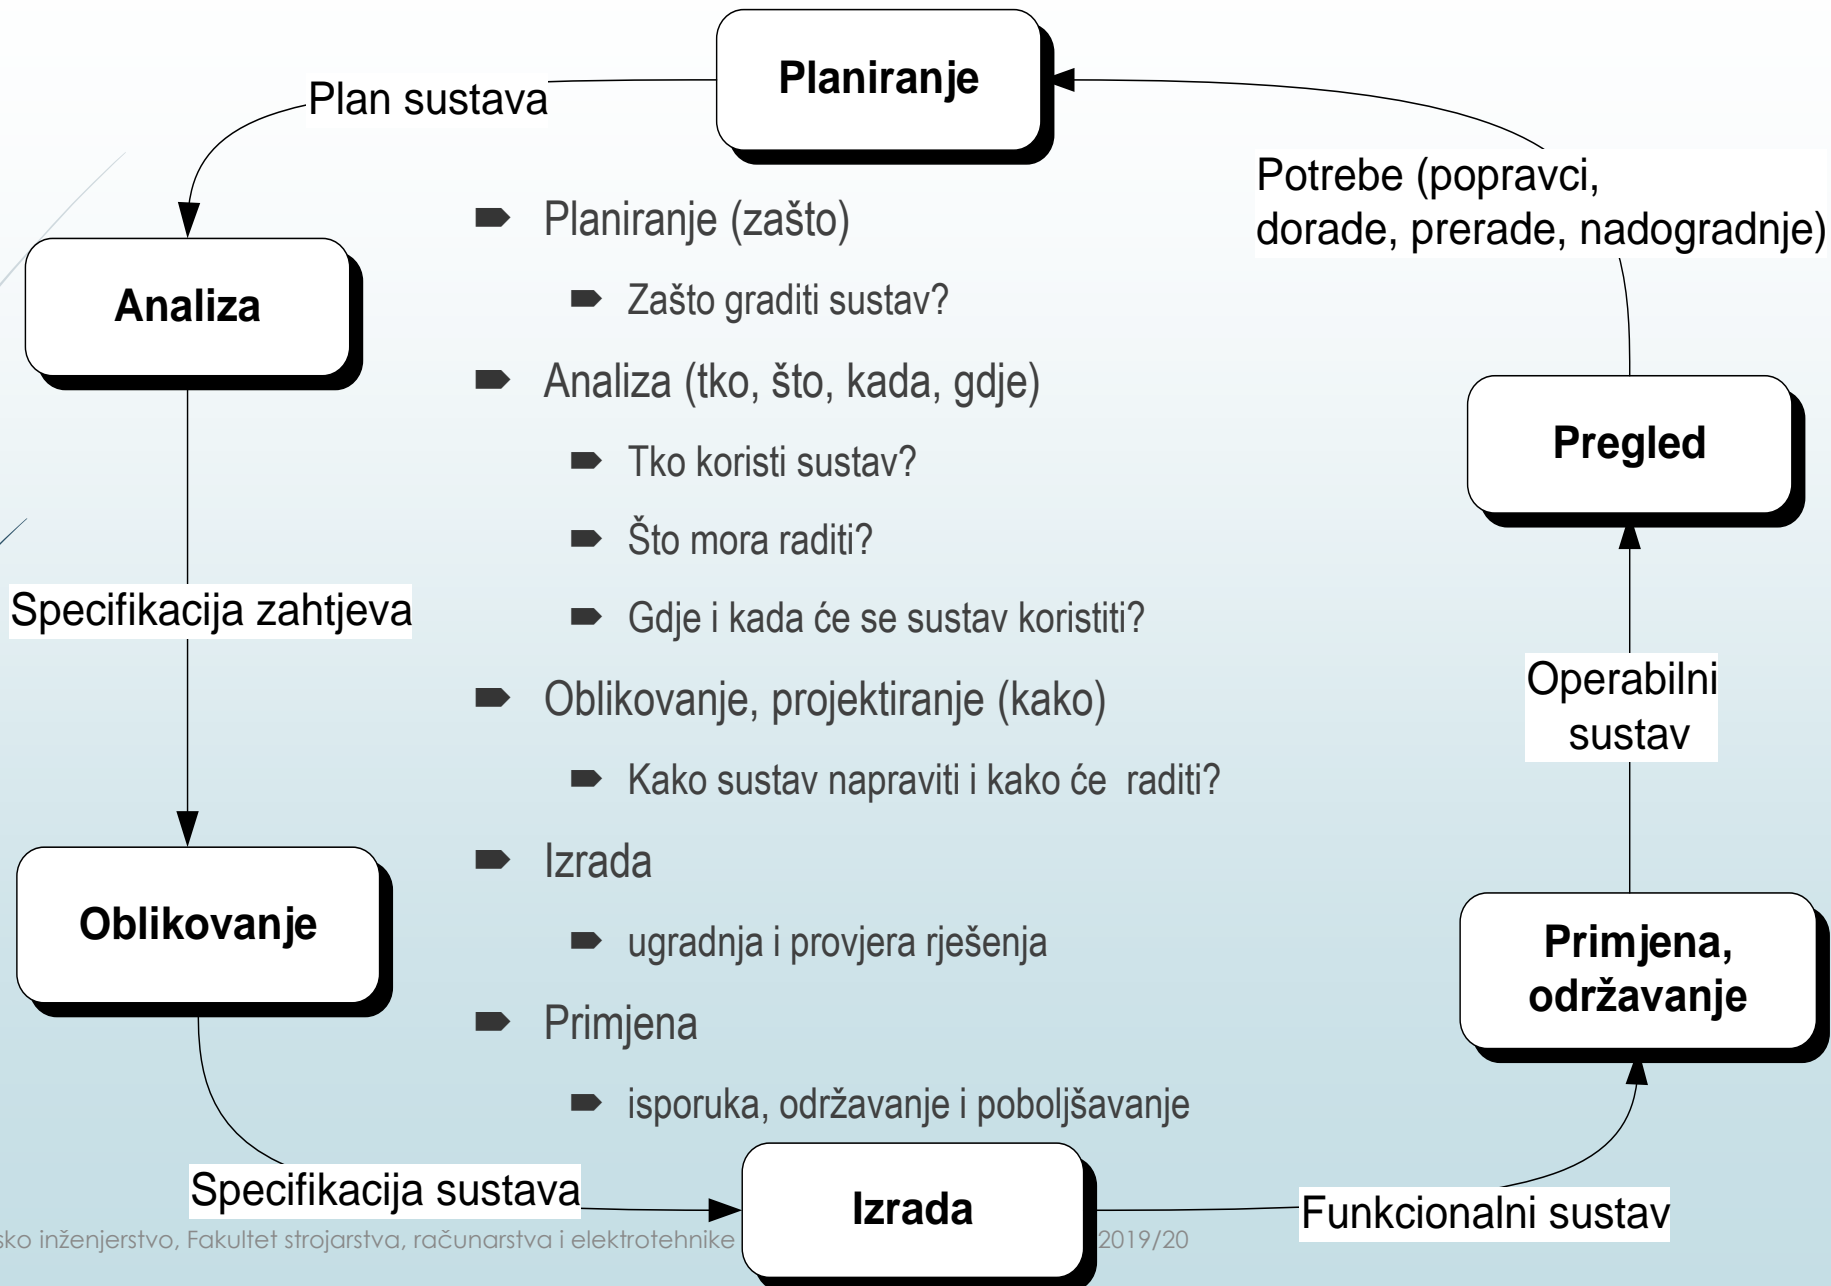 Planiranje
Plan sustava
Potrebe (popravci,
dorade, prerade, nadogradnje)
Analiza
Planiranje (zašto)
Zašto graditi sustav?
Analiza (tko, što, kada, gdje)
Tko koristi sustav?
Što mora raditi?
Gdje i kada će se sustav koristiti?
Oblikovanje, projektiranje (kako)
Kako sustav napraviti i kako će raditi?
Izrada
ugradnja i provjera rješenja
Primjena
isporuka, održavanje i poboljšavanje
Pregled
Specifikacija zahtjeva
Operabilni
sustav
Oblikovanje
Primjena,
održavanje
Specifikacija sustava
Izrada
Funkcionalni sustav
inženjerstvo, Fakultet strojarstva, računarstva i elektrotehnike 2019/20